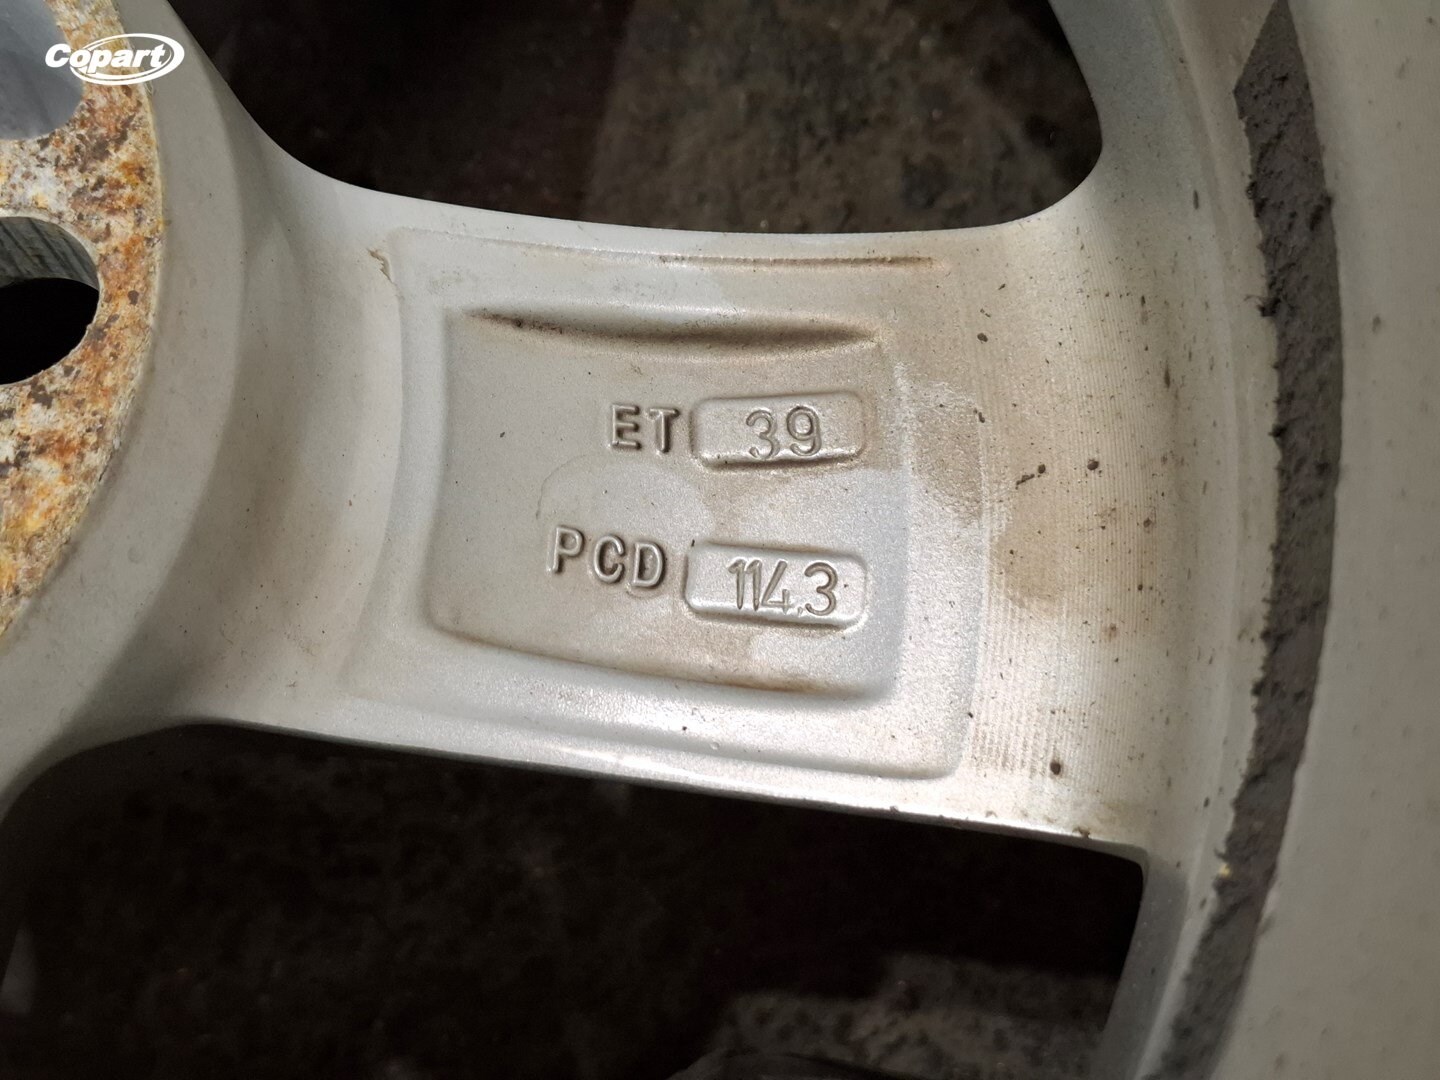 Copart
ET 39
PCD 114.3